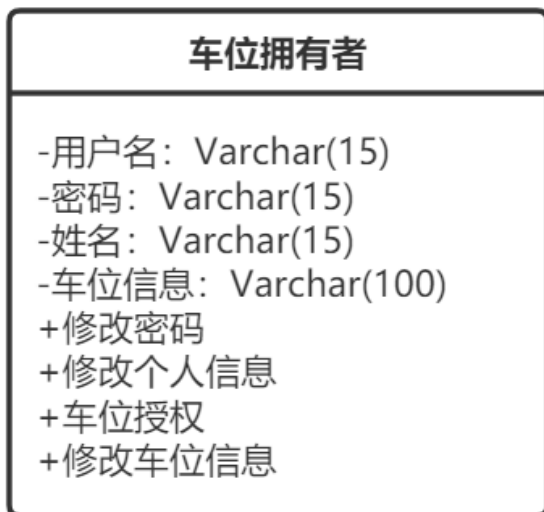 车位拥有者
-用户名：Varchar(15)
-密码：Varchar(15)
-姓名：Varchar(15)
-车位信息：Varchar(100)
+修改密码
+修改个人信息
+车位授权
+修改车位信息